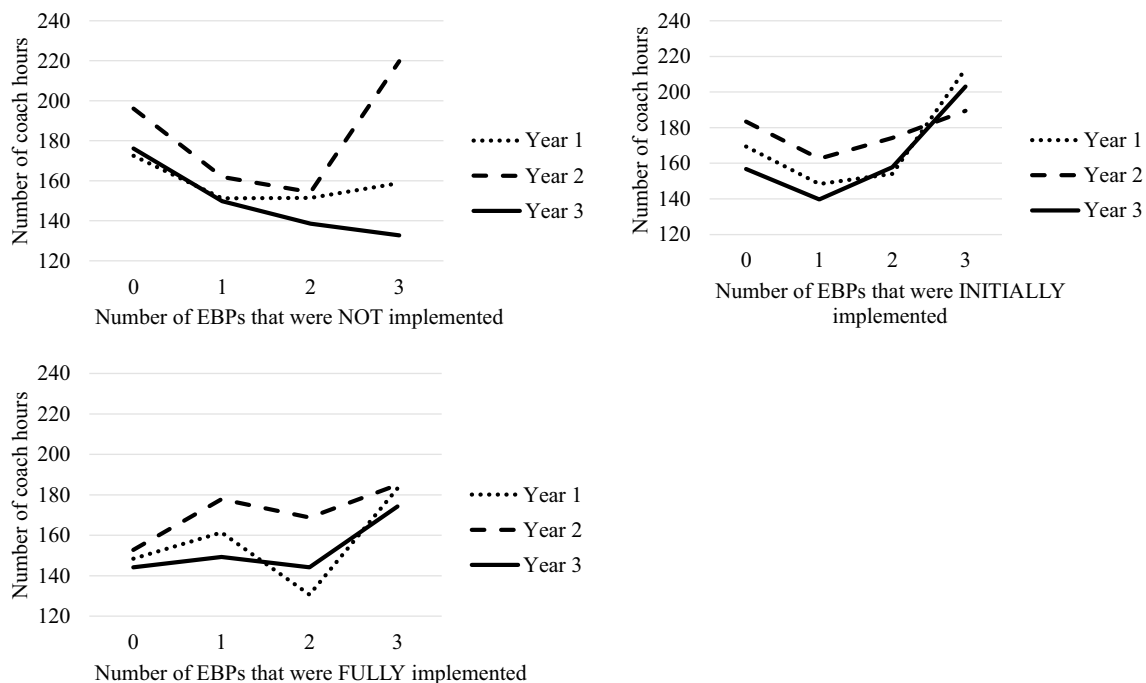 240
220
200
180
160
140
120
Number of coach hours
0 1 2 3
Number of EBPs that were NOT implemented
Year 1
Year 2
Year 3
240
220
200
180
160
140
120
Number of coach hours
0 1 2 3
Number of EBPs that were INITIALLY
implemented
Year 1
Year 2
Year 3
240
220
200
180
160
140
120
Number of coach hours
0 1 2 3
Number of EBPs that were FULLY implemented
Year 1
Year 2
Year 3